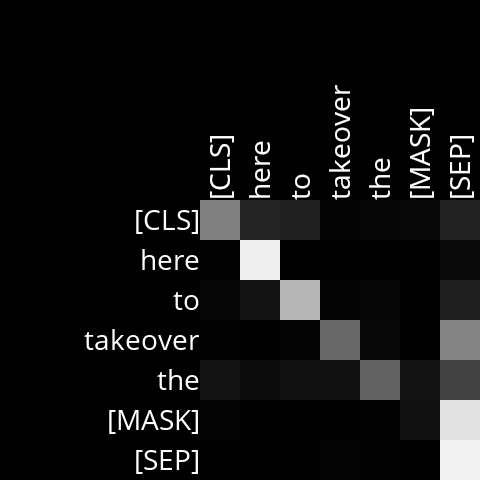 [CLS]
here
to
takeover
the
[MASK]
[SEP]
[CLS]
here
to
takeover
the
[MASK]
[SEP]